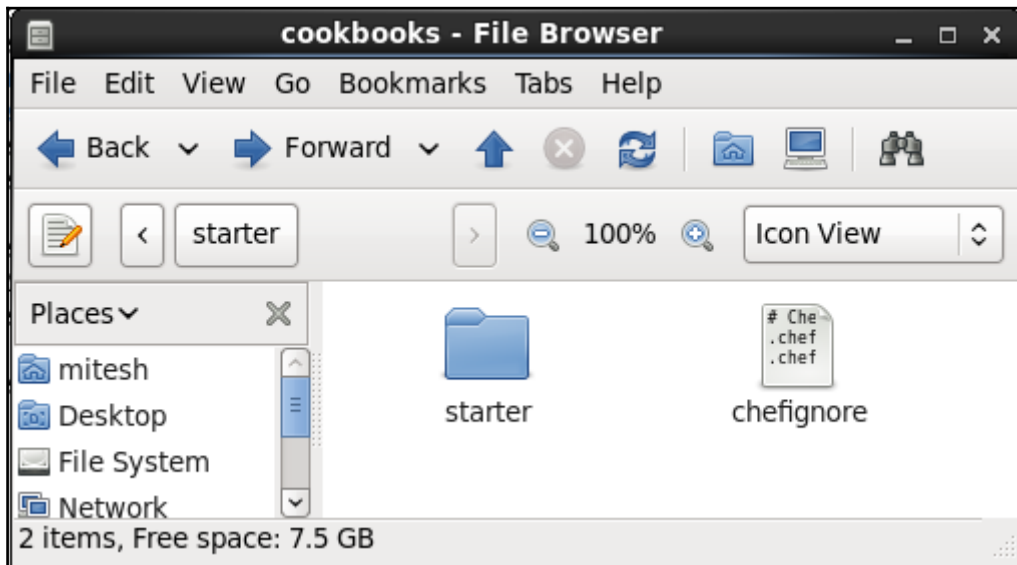 cookbooks - File Browser
File Edit View Go Bookmarks Tabs Help
Back Forward
starter 100% Icon View
Places
mitesh
Desktop
File System
Network
# Che
.chef
.chef
starter
chefignore
2 items, Free space: 7.5 GB